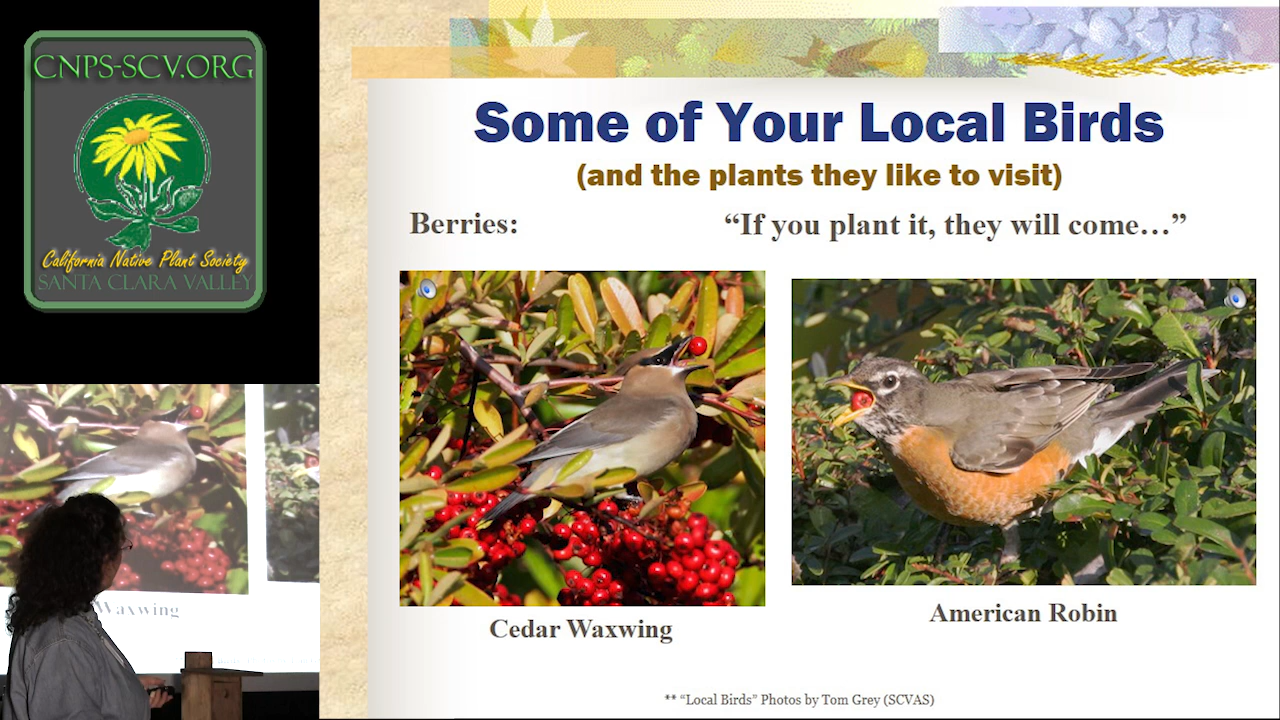 CNPS-SCV.ORG
California Native Plant Society
SANTA CLARA VALLEY
Some of Your Local Birds
(and the plants they like to visit)
Berries:
“If you plant it, they will come…”
Cedar Waxwing
American Robin
** “Local Birds” Photos by Tom Grey (SCVAS)
Waxwing